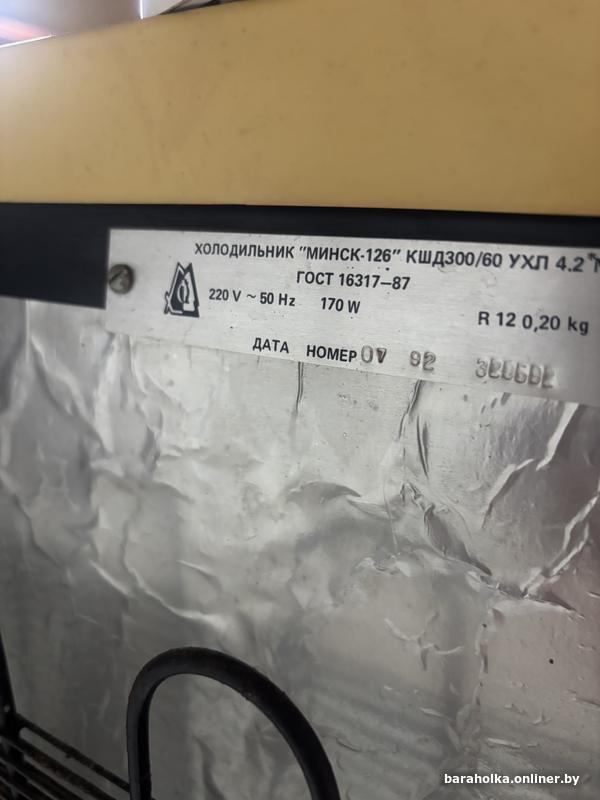 ХОЛОДИЛЬНИК "МИНСК-126" КШД300/60 УХЛ 4.2*
ГОСТ 16317—87
220 V ~ 50 Hz 170 W
R 12 0,20 kg
ДАТА НОМЕР 07 92
baraholka.onliner.by